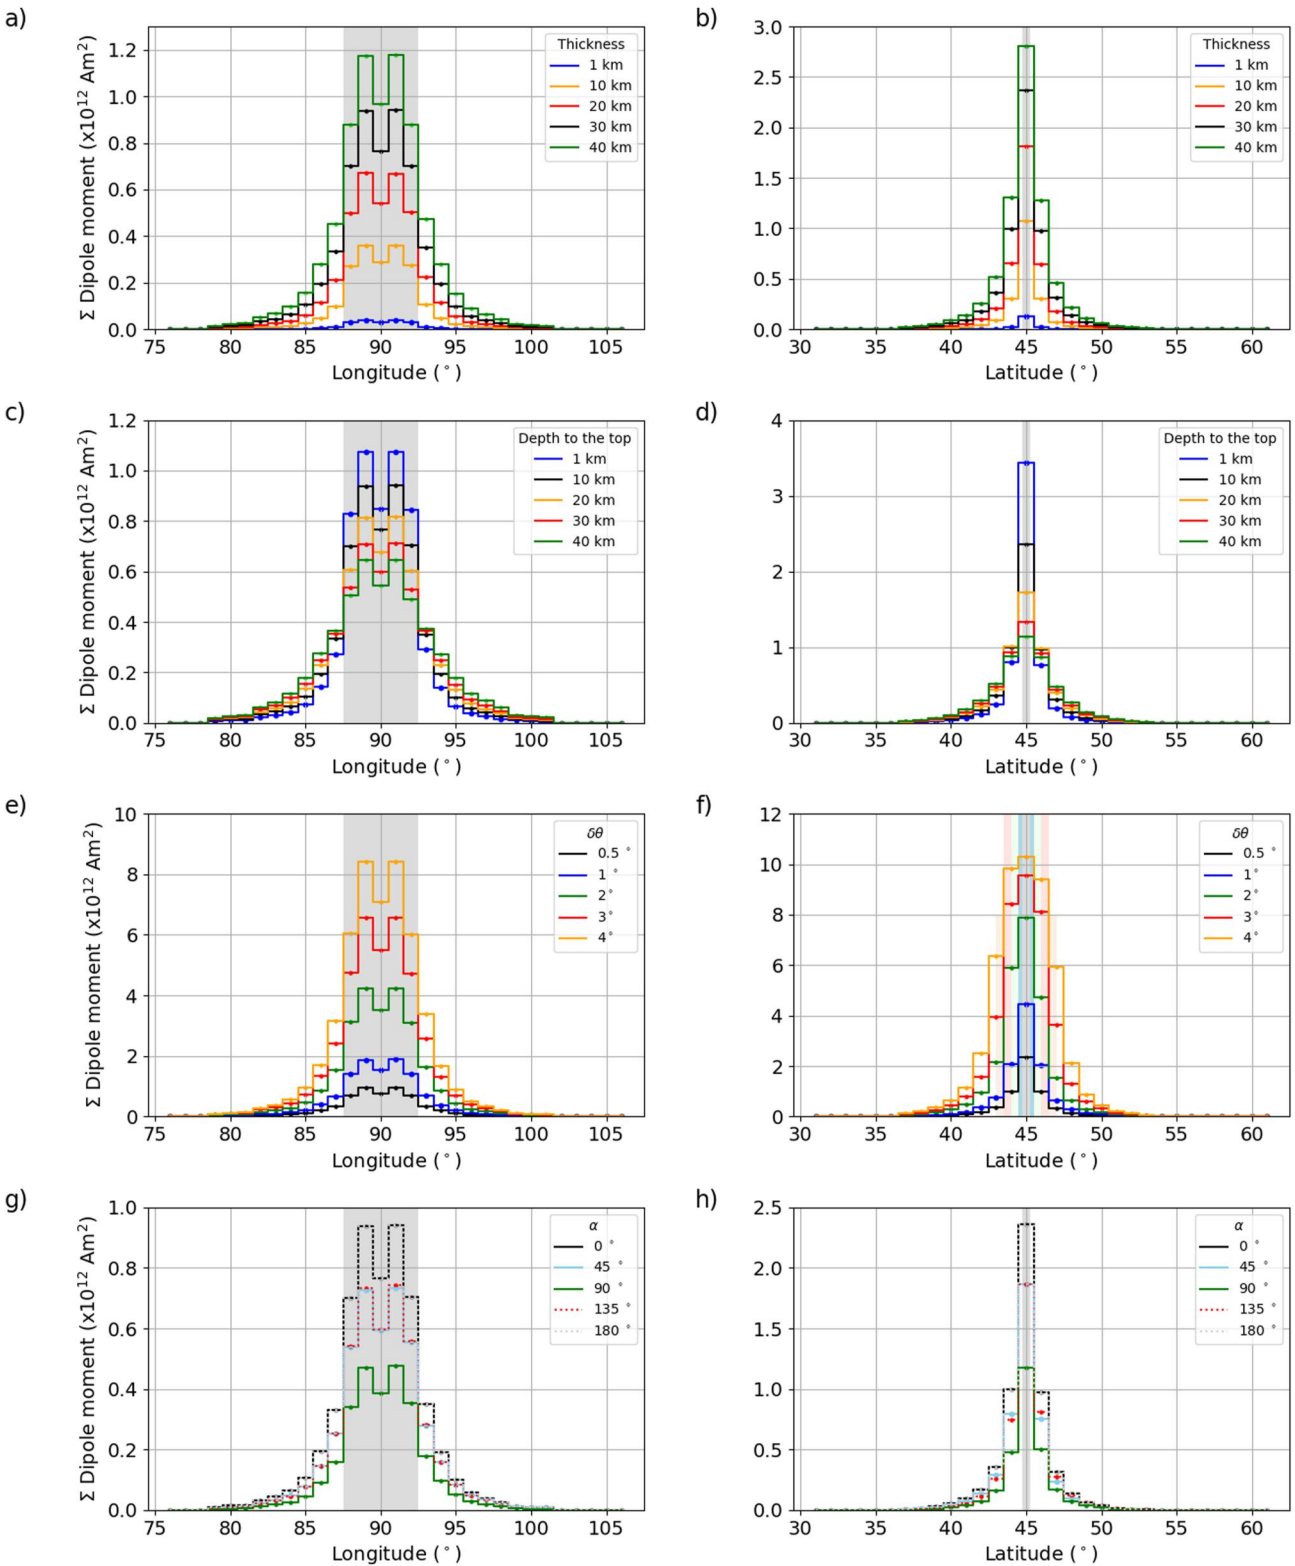 a)
Σ Dipole moment (x10¹² Am²)
1.2
1.0
0.8
0.6
0.4
0.2
0.0
75 80 85 90 95 100 105
Longitude (°)
Thickness
1 km
10 km
20 km
30 km
40 km
b)
3.0
2.5
2.0
1.5
1.0
0.5
0.0
30 35 40 45 50 55 60
Latitude (°)
Thickness
1 km
10 km
20 km
30 km
40 km
c)
Σ Dipole moment (x10¹² Am²)
1.2
1.0
0.8
0.6
0.4
0.2
0.0
75 80 85 90 95 100 105
Longitude (°)
Depth to the top
1 km
10 km
20 km
30 km
40 km
d)
4
3
2
1
0
30 35 40 45 50 55 60
Latitude (°)
Depth to the top
1 km
10 km
20 km
30 km
40 km
e)
Σ Dipole moment (x10¹² Am²)
10
8
6
4
2
0
75 80 85 90 95 100 105
Longitude (°)
δθ
0.5 °
1 °
2°
3°
4°
f)
12
10
8
6
4
2
0
30 35 40 45 50 55 60
Latitude (°)
δθ
0.5 °
1 °
2°
3°
4°
g)
Σ Dipole moment (x10¹² Am²)
1.0
0.8
0.6
0.4
0.2
0.0
75 80 85 90 95 100 105
Longitude (°)
α
0 °
45 °
90 °
135 °
180 °
h)
2.5
2.0
1.5
1.0
0.5
0.0
30 35 40 45 50 55 60
Latitude (°)
α
0 °
45 °
90 °
135 °
180 °